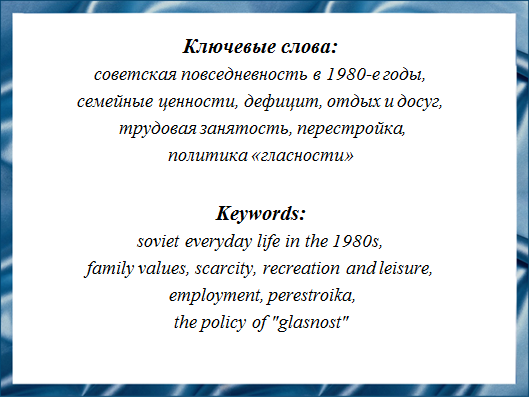 Ключевые слова:
советская повседневность в 1980-е годы,
семейные ценности, дефицит, отдых и досуг,
трудовая занятость, перестройка,
политика «гласности»
Keywords:
soviet everyday life in the 1980s,
family values, scarcity, recreation and leisure,
employment, perestroika,
the policy of "glasnost"